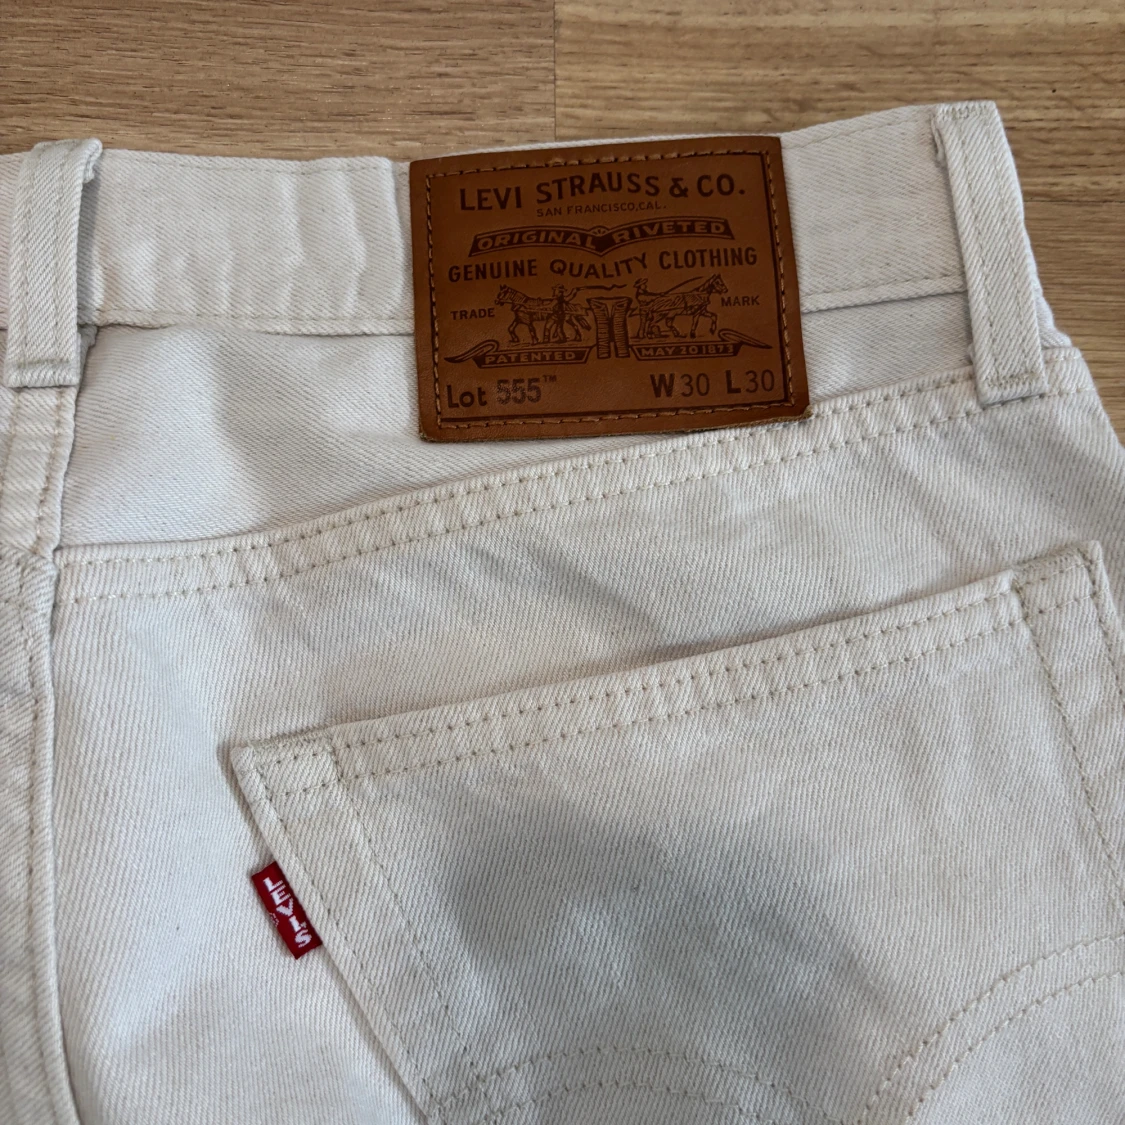 LEVI STRAUSS & CO.
SAN FRANCISCO, CAL.
ORIGINAL RIVETED
GENUINE QUALITY CLOTHING
TRADE MARK
PATENTED MAY 20 1873
Lot 555™ W30 L30
LEVI'S